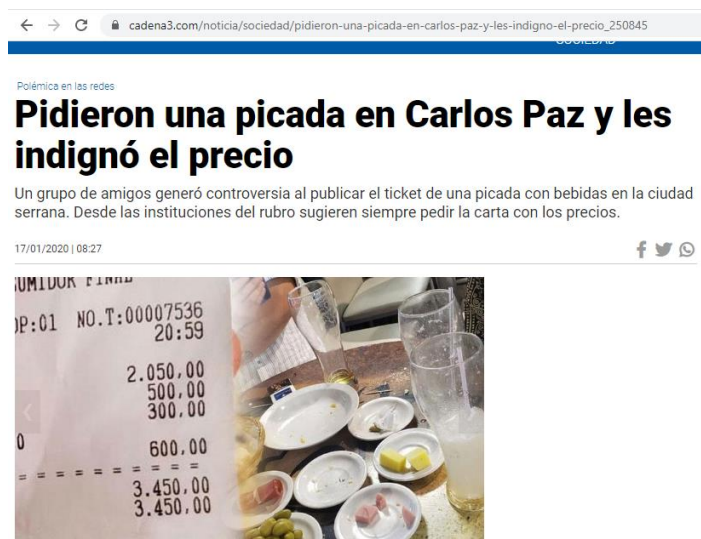 cadena3.com/noticia/sociedad/pidieron-una-picada-en-carlos-paz-y-les-indigno-el-precio_250845
SOCIEDAD
Polémica en las redes
Pidieron una picada en Carlos Paz y les
indignó el precio
Un grupo de amigos generó controversia al publicar el ticket de una picada con bebidas en la ciudad
serrana. Desde las instituciones del rubro sugieren siempre pedir la carta con los precios.
17/01/2020 | 08:27
UMIDOR FINAL
OP:01 NO.T:00007536
20:59
2.050,00
500,00
300,00
0 600,00
= = = = = = = = = =
3.450,00
3.450,00